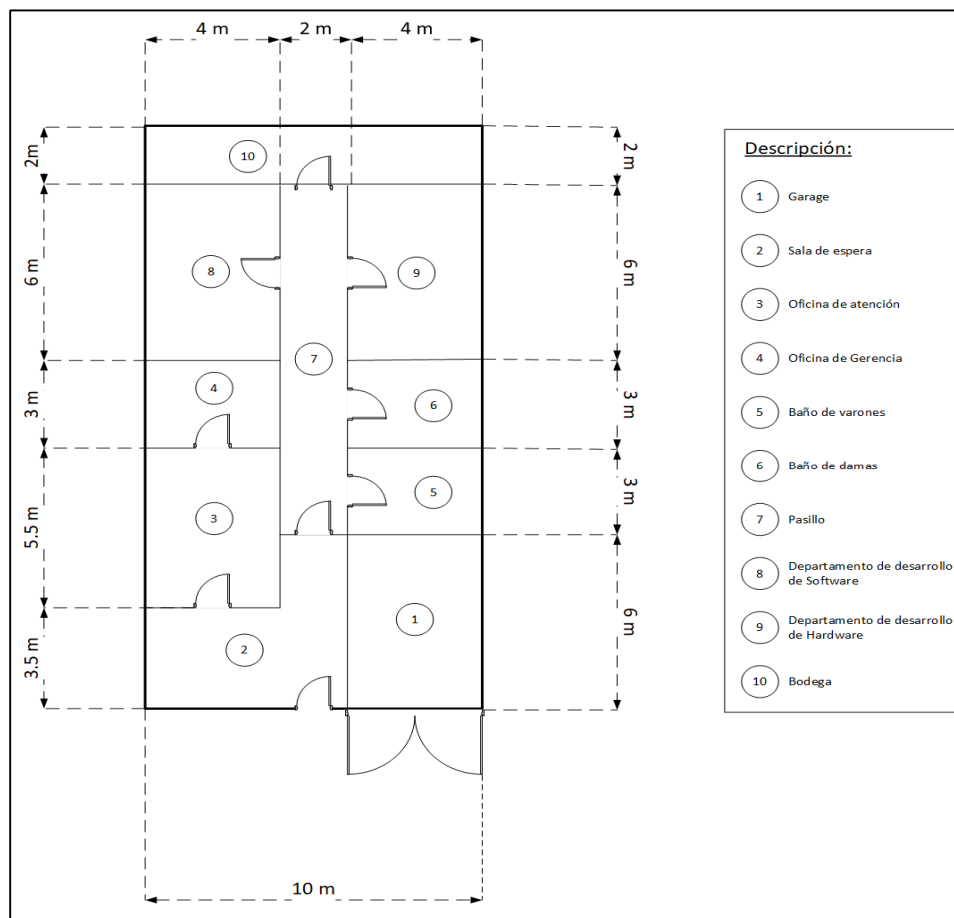 4 m
2 m
4 m
2m
2 m
10
6 m
6 m
8
9
7
3 m
4
6
3 m
5.5 m
3
5
3 m
3.5 m
2
1
6 m
10 m
Descripción:
1 Garage
2 Sala de espera
3 Oficina de atención
4 Oficina de Gerencia
5 Baño de varones
6 Baño de damas
7 Pasillo
8 Departamento de desarrollo
de Software
9 Departamento de desarrollo
de Hardware
10 Bodega